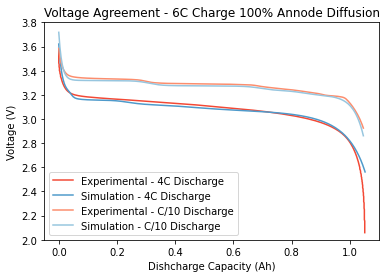 Voltage Agreement - 6C Charge 100% Annode Diffusion
3.8
3.6
3.4
3.2
3.0
2.8
2.6
2.4
2.2
2.0
Voltage (V)
Experimental - 4C Discharge
Simulation - 4C Discharge
Experimental - C/10 Discharge
Simulation - C/10 Discharge
0.0 0.2 0.4 0.6 0.8 1.0
Dishcharge Capacity (Ah)